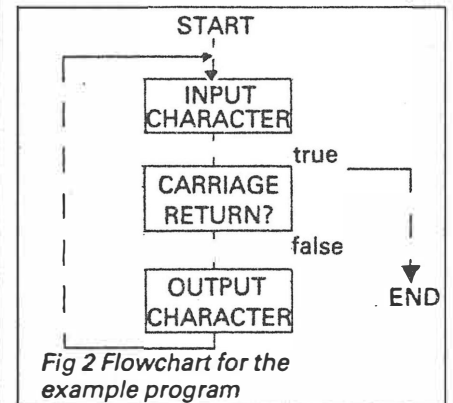 START
INPUT
CHARACTER
true
CARRIAGE
RETURN?
false
OUTPUT
CHARACTER
END
Fig 2 Flowchart for the
example program